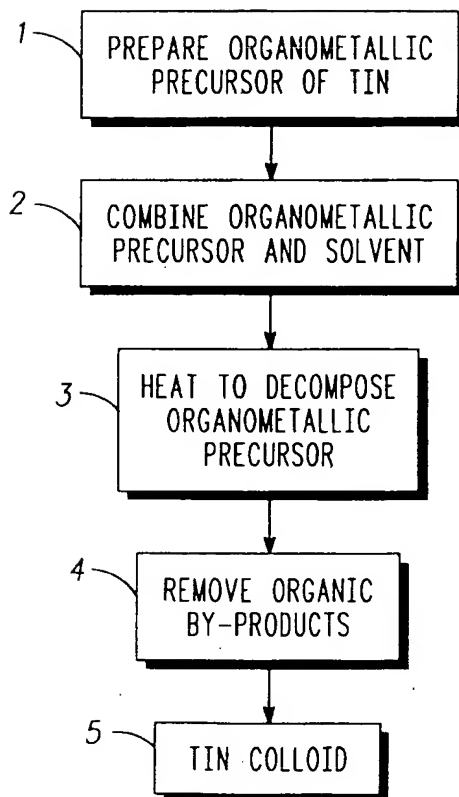 1
PREPARE ORGANOMETALLIC
PRECURSOR OF TIN
2
COMBINE ORGANOMETALLIC
PRECURSOR AND SOLVENT
3
HEAT TO DECOMPOSE
ORGANOMETALLIC
PRECURSOR
4
REMOVE ORGANIC
BY-PRODUCTS
5
TIN COLLOID